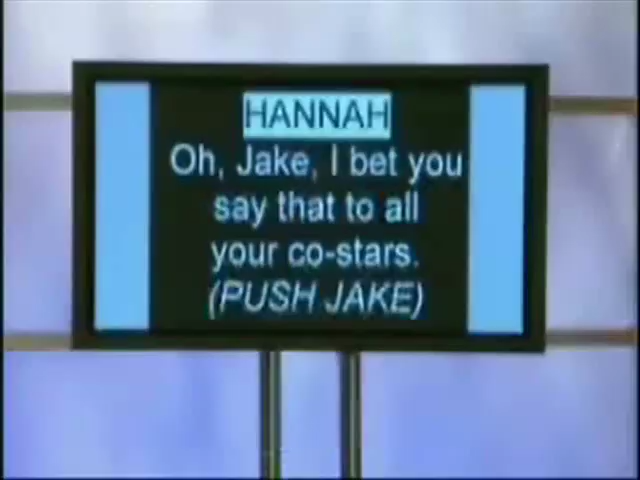 HANNAH
Oh, Jake, I bet you
say that to all
your co-stars.
(PUSH JAKE)